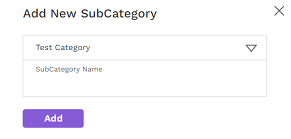 Add New SubCategory
Test Category
SubCategory Name
Add